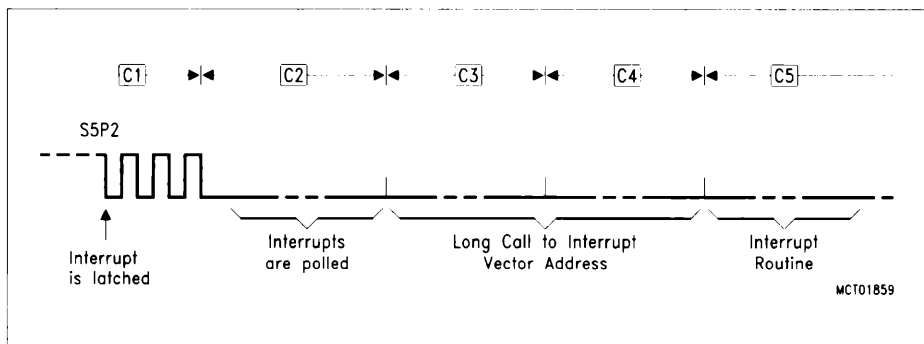 C1 C2 C3 C4 C5
S5P2
Interrupt
is latched
Interrupts
are polled
Long Call to Interrupt
Vector Address
Interrupt
Routine
MCT01859